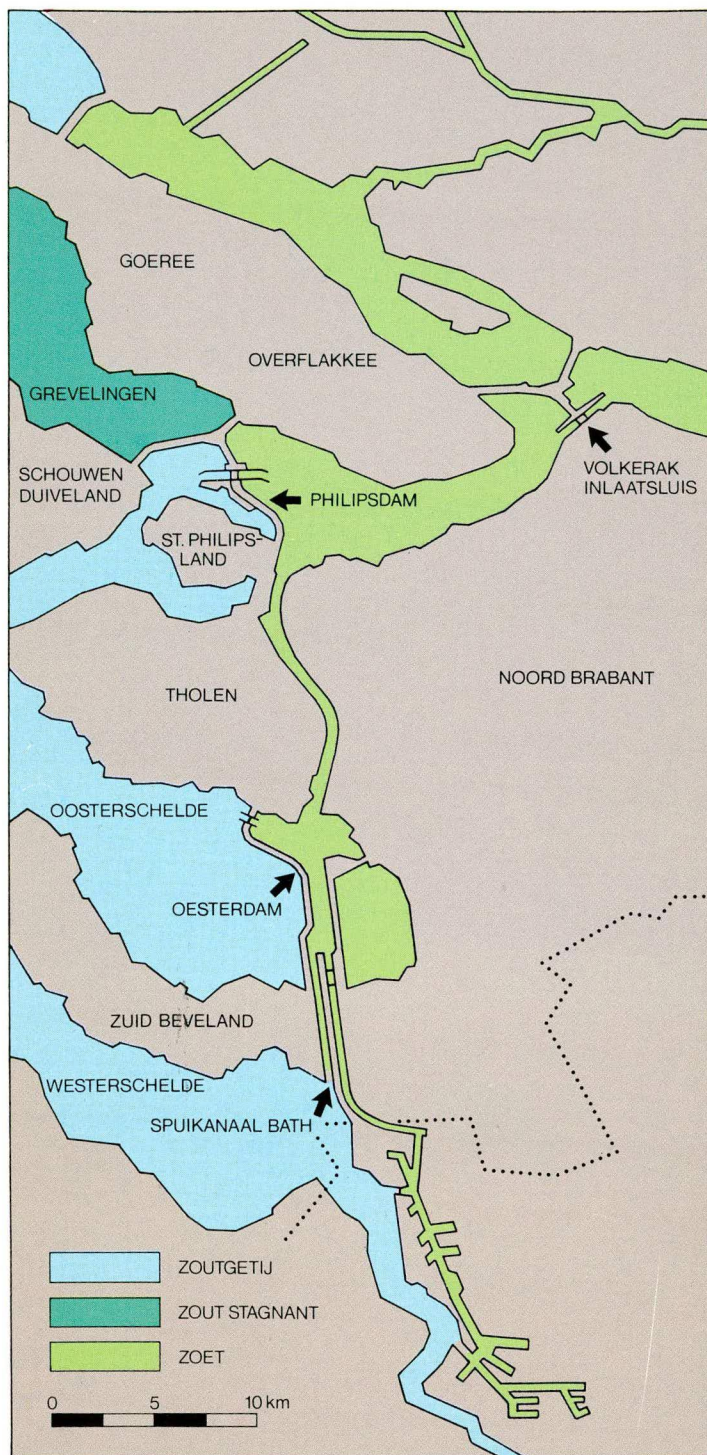 GOEREE
OVERFLAKKEE
GREVELINGEN
SCHOUWEN
DUIVELAND
VOLKERAK
INLAATSLUIS
PHILIPSDAM
ST. PHILIPS-
LAND
NOORD BRABANT
THOLEN
OOSTERSCHELDE
OESTERDAM
ZUID BEVELAND
WESTERSCHELDE
SPUIKANAAL BATH
ZOUTGETIJ
ZOUT STAGNANT
ZOET
0 5 10 km